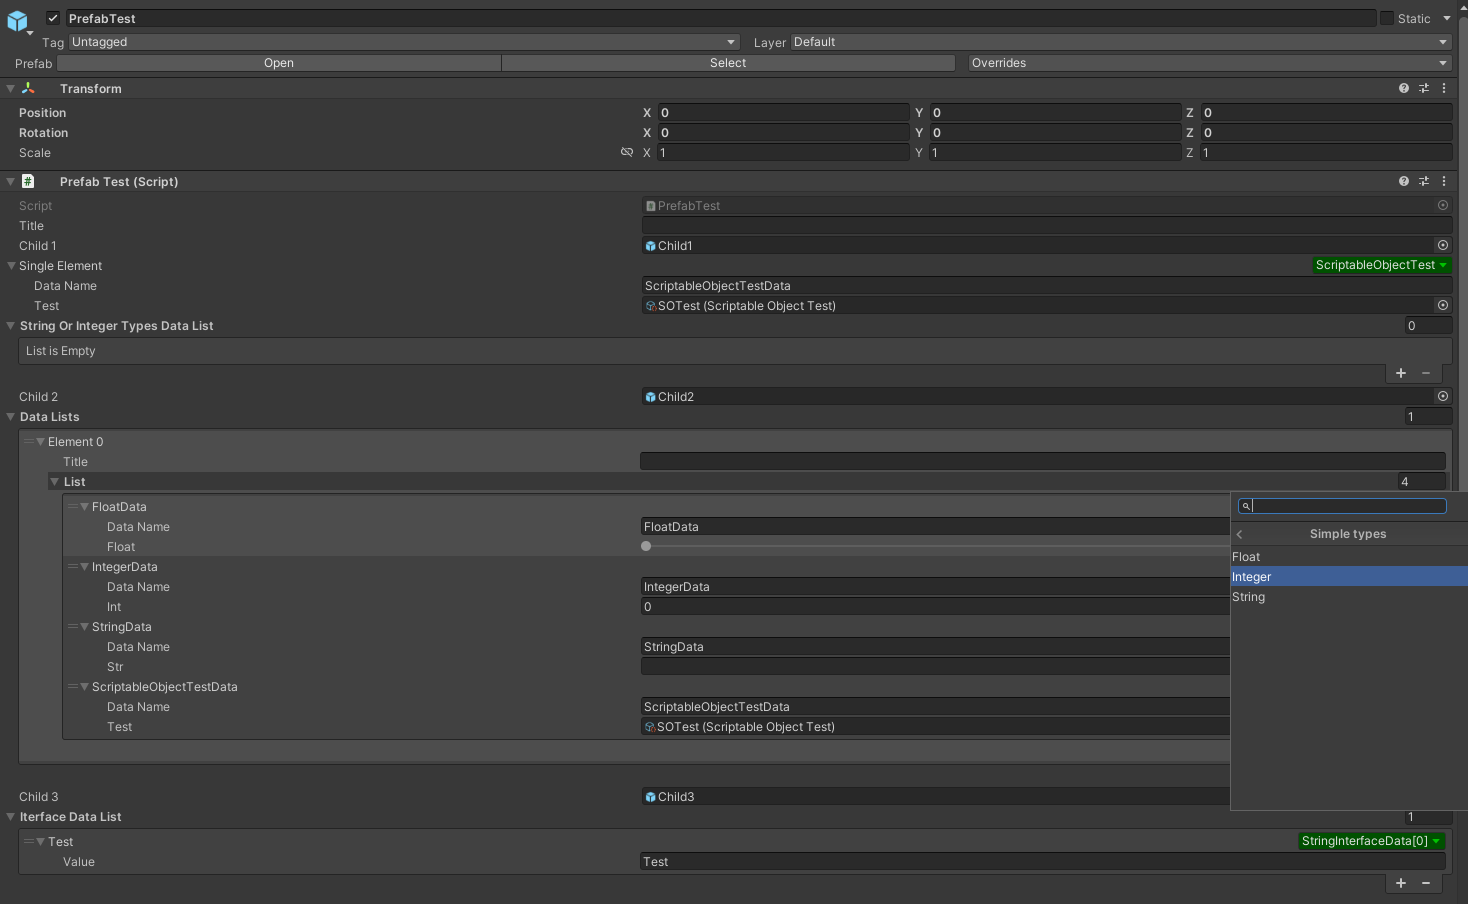 PrefabTest Static
Tag Untagged Layer Default
Prefab Open Select Overrides
Transform
Position X 0 Y 0 Z 0
Rotation X 0 Y 0 Z 0
Scale X 1 Y 1 Z 1
# Prefab Test (Script)
Script PrefabTest
Title
Child 1 Child1
Single Element ScriptableObjectTest
Data Name ScriptableObjectTestData
Test SOTest (Scriptable Object Test)
String Or Integer Types Data List 0
List is Empty
+ −
Child 2 Child2
Data Lists 1
Element 0
Title
List 4
FloatData
Data Name FloatData
Float
IntegerData
Data Name IntegerData
Int 0
StringData
Data Name StringData
Str
ScriptableObjectTestData
Data Name ScriptableObjectTestData
Test SOTest (Scriptable Object Test)
Simple types
Float
Integer
String
Child 3 Child3
Iterface Data List 1
Test StringInterfaceData[0]
Value Test
+ −